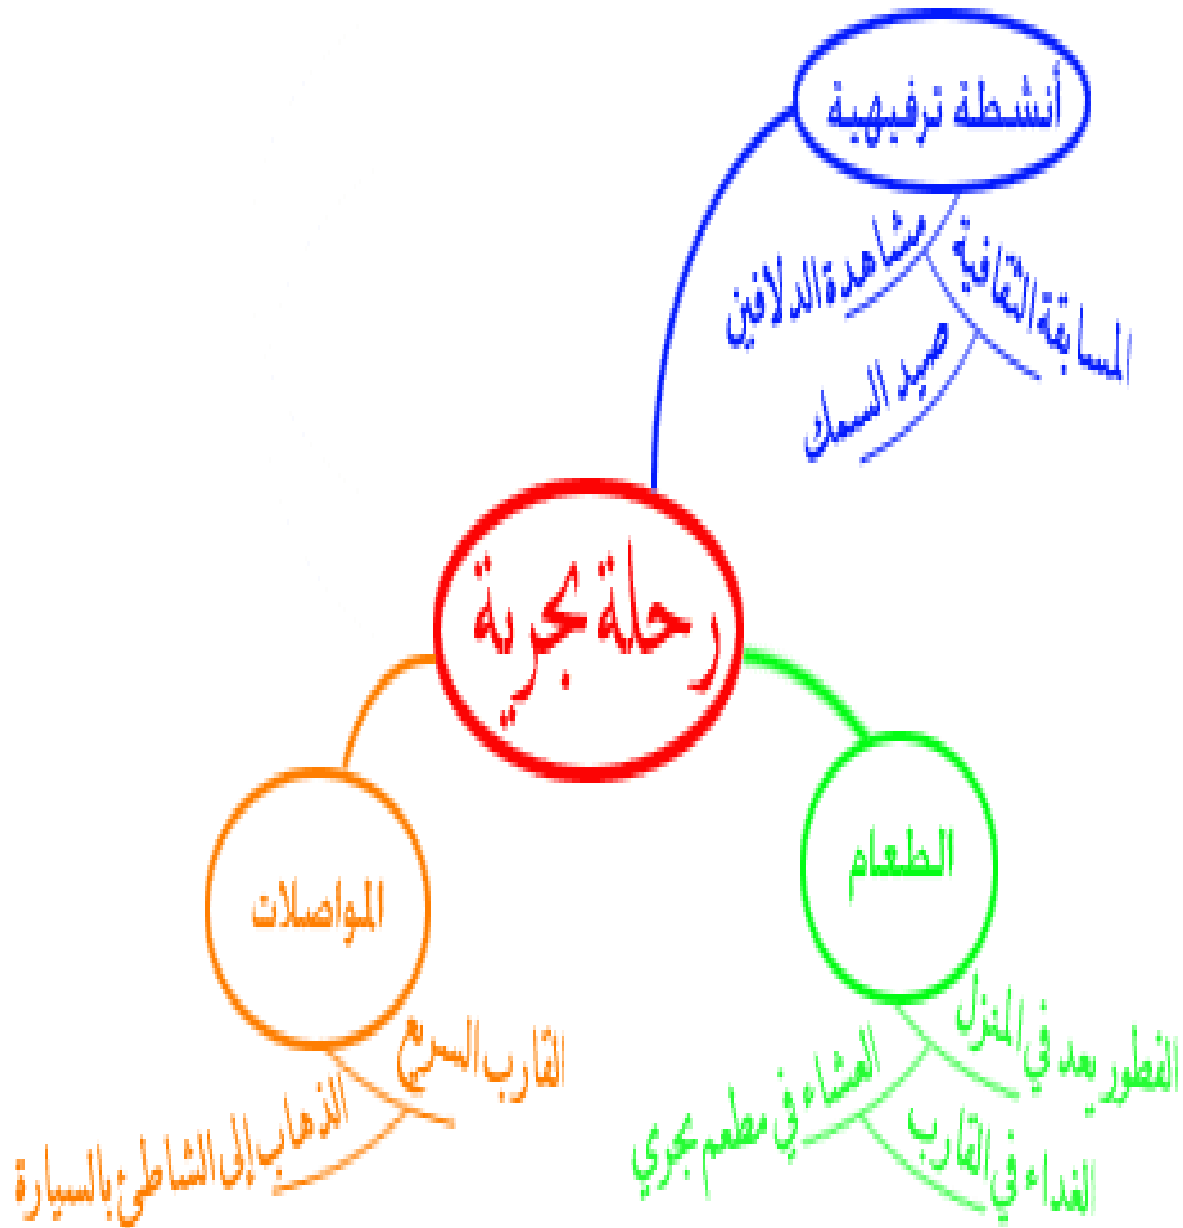 أنشطة ترفيهية
مشاهدة الدلافين
المسابقة الثقافية
صيد السمك
رحلة بحرية
الطعام
الفطور يعد في المنزل
العشاء في مطعم بحري
الغداء في القارب
المواصلات
القارب السريع
الذهاب إلى الشاطئ بالسيارة